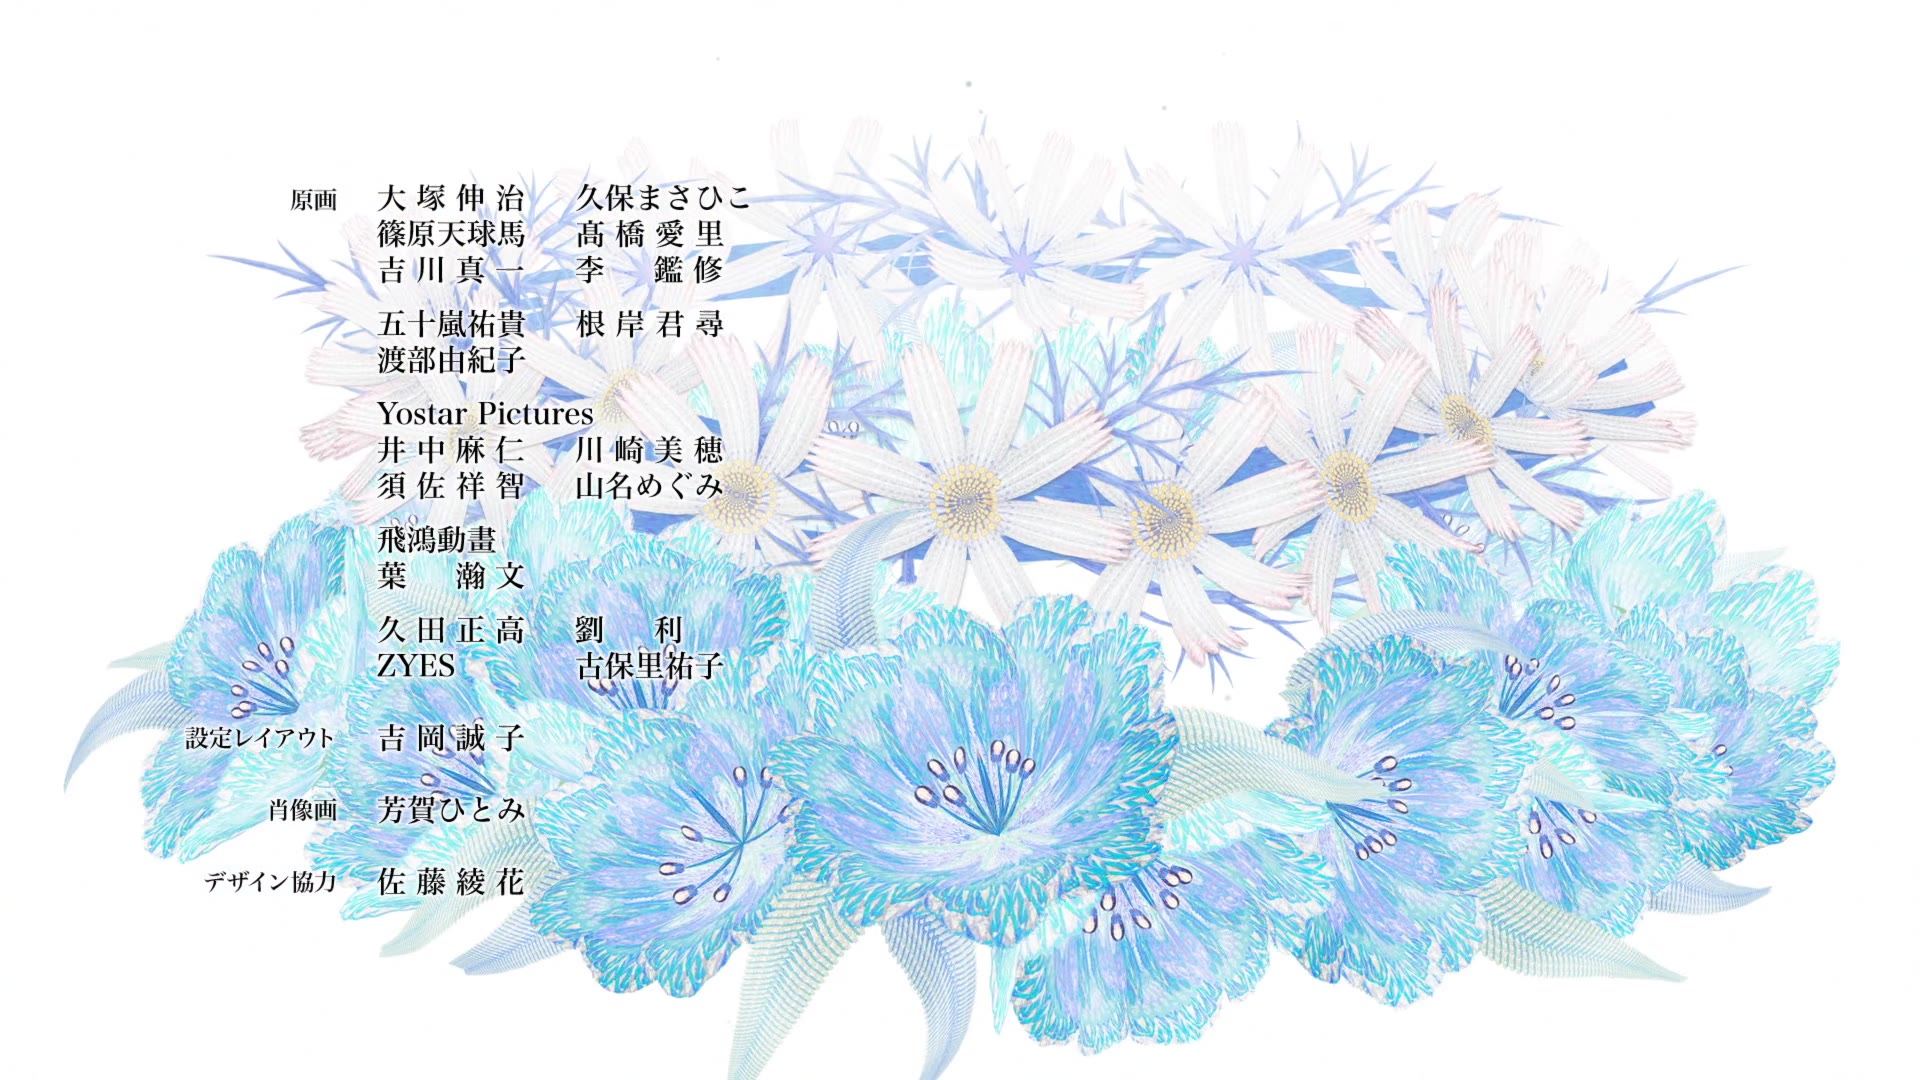 原画 大塚伸治 久保まさひこ
篠原天球馬 髙橋愛里
吉川真一 李鑑修
五十嵐祐貴 根岸君尋
渡部由紀子
Yostar Pictures
井中麻仁 川崎美穂
須佐祥智 山名めぐみ
飛鴻動畫
葉瀚文
久田正高 劉利
ZYES 古保里祐子
設定レイアウト 吉岡誠子
肖像画 芳賀ひとみ
デザイン協力 佐藤綾花